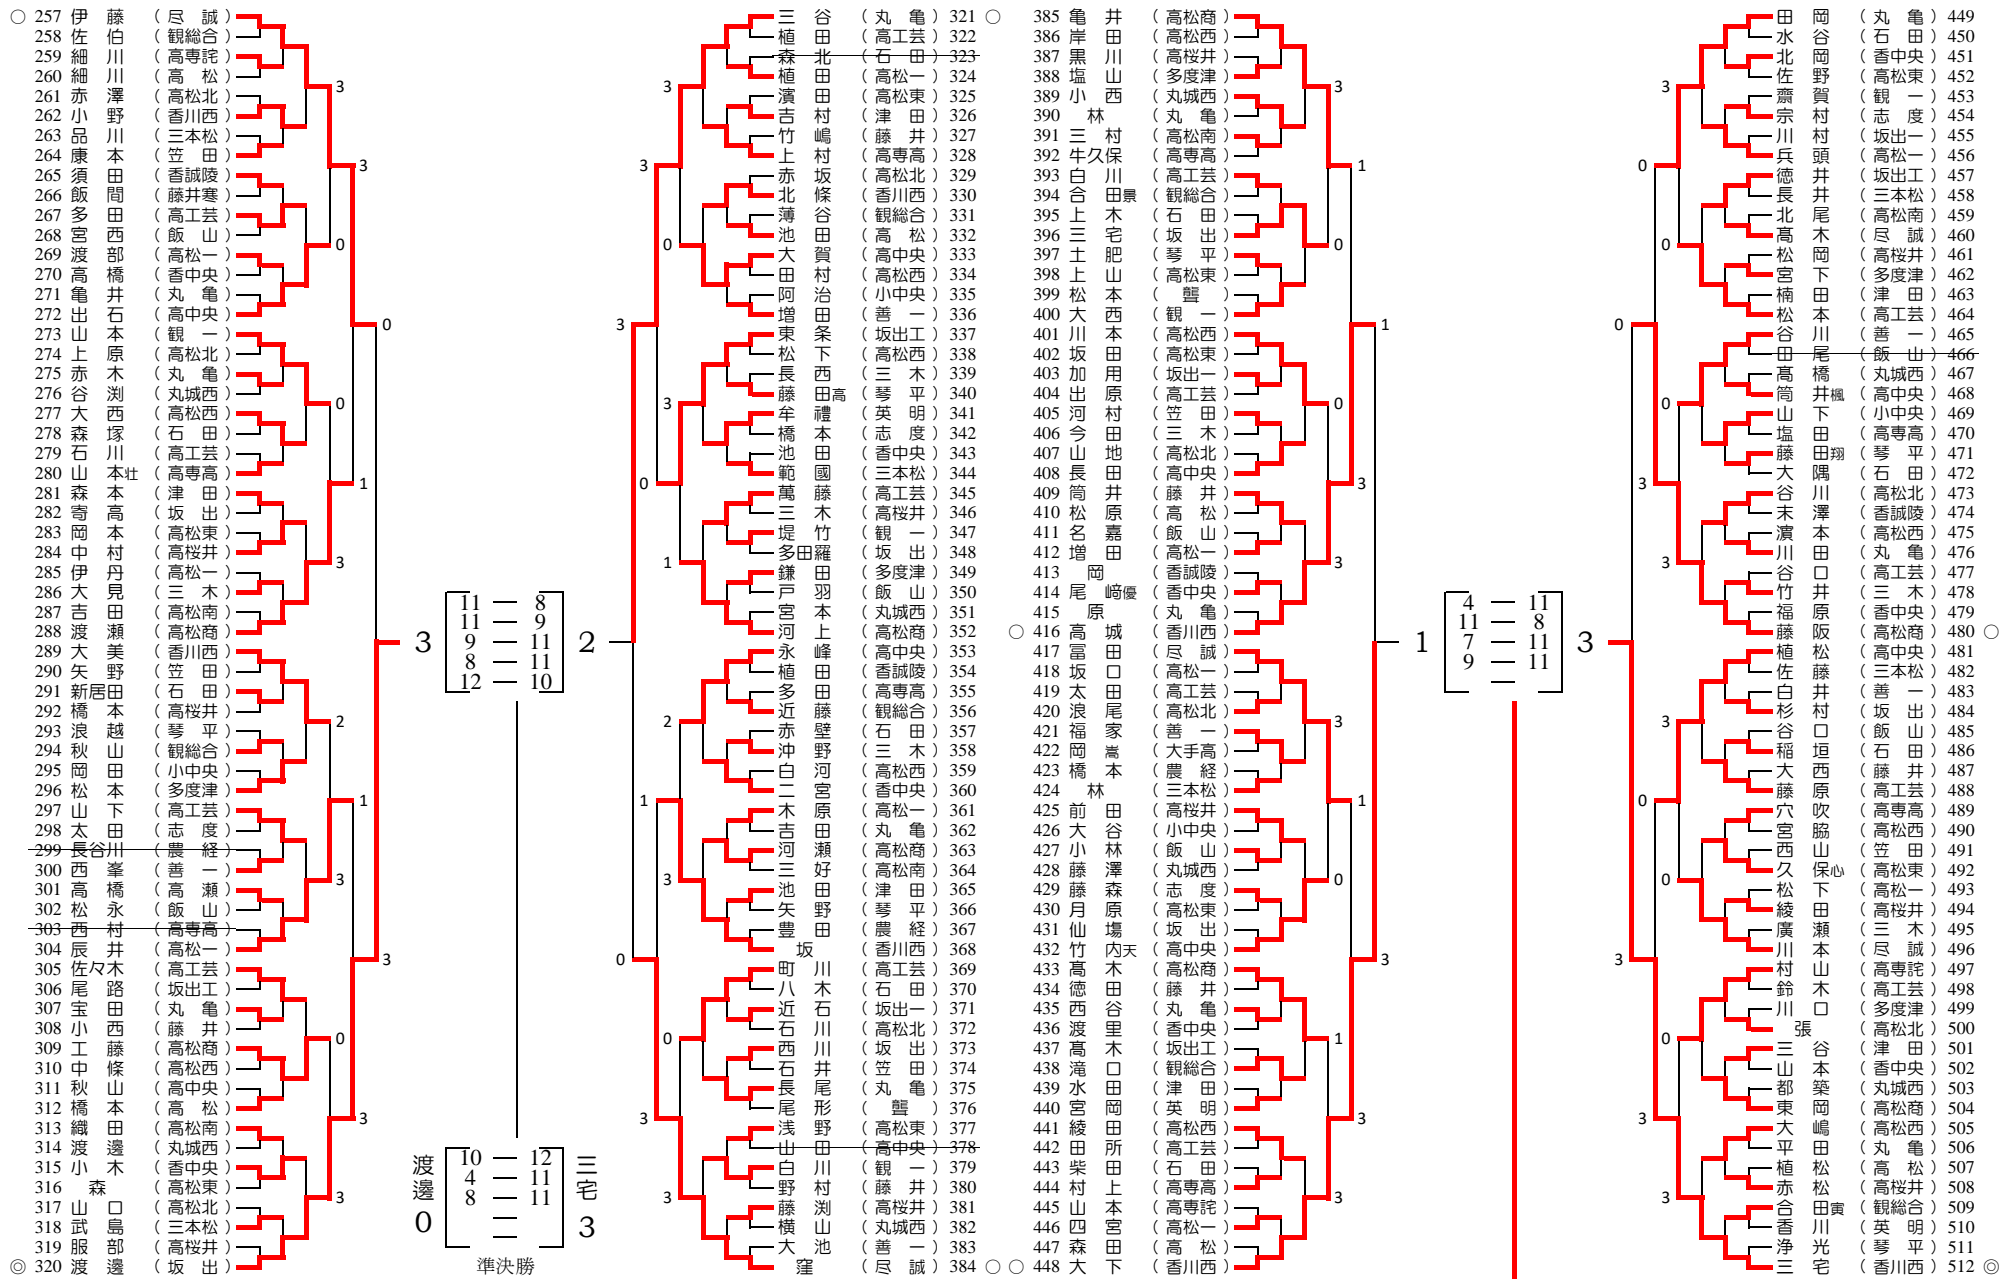 ○ 257 伊藤 （尽誠）
258 佐伯 （観総合）
259 細川 （高専詫）
260 細川 （高松）
261 赤澤 （高松北）
262 小野 （香川西）
263 品川 （三本松）
264 康本 （笠田）
265 須田 （香誠陵）
266 飯間 （藤井寒）
267 多田 （高工芸）
268 宮西 （飯山）
269 渡部 （高松一）
270 高橋 （香中央）
271 亀井 （丸亀）
272 出石 （高中央）
273 山本 （観一）
274 上原 （高松北）
275 赤木 （丸亀）
276 谷渕 （丸城西）
277 大西 （高松西）
278 森塚 （石田）
279 石川 （高工芸）
280 山本壮 （高専高）
281 森本 （津田）
282 寄高 （坂出）
283 岡本 （高松東）
284 中村 （高桜井）
285 伊丹 （高松一）
286 大見 （三木）
287 吉田 （高松南）
288 渡瀬 （高松商）
289 大美 （香川西）
290 矢野 （笠田）
291 新居田 （石田）
292 橋本 （高桜井）
293 浪越 （琴平）
294 秋山 （観総合）
295 岡田 （小中央）
296 松本 （多度津）
297 山下 （高工芸）
298 太田 （志度）
299 長谷川 （農経）
300 西峯 （善一）
301 高橋 （高瀬）
302 松永 （飯山）
303 西村 （高専高）
304 辰井 （高松一）
305 佐々木 （高工芸）
306 尾路 （坂出工）
307 宝田 （丸亀）
308 小西 （藤井）
309 工藤 （高松商）
310 中條 （高松西）
311 秋山 （高中央）
312 橋本 （高松）
313 織田 （高松南）
314 渡邊 （丸城西）
315 小木 （香中央）
316 森 （高松東）
317 山口 （高松北）
318 武島 （三本松）
319 服部 （高桜井）
◎ 320 渡邊 （坂出）
3
3
0
0
0
1
3
2
1
3
3
0
3
3
3
11 — 8
11 — 9
9 — 11
8 — 11
12 — 10
2
渡邊
0
10 — 12
4 — 11
8 — 11
—
—
三宅
3
準決勝
3
3
0
3
3
0
1
2
1
3
0
0
3
3
三谷 （丸亀） 321 ○
植田 （高工芸） 322
森北 （石田） 323
植田 （高松一） 324
濱田 （高松東） 325
吉村 （津田） 326
竹嶋 （藤井） 327
上村 （高専高） 328
赤坂 （高松北） 329
北條 （香川西） 330
薄谷 （観総合） 331
池田 （高松） 332
大賀 （高中央） 333
田村 （高松西） 334
阿治 （小中央） 335
増田 （善一） 336
東条 （坂出工） 337
松下 （高松西） 338
長西 （三木） 339
藤田高 （琴平） 340
牟禮 （英明） 341
橋本 （志度） 342
池田 （香中央） 343
範國 （三本松） 344
萬藤 （高工芸） 345
三木 （高桜井） 346
堤竹 （観一） 347
多田羅 （坂出） 348
鎌田 （多度津） 349
戸羽 （飯山） 350
宮本 （丸城西） 351
河上 （高松商） 352
永峰 （高中央） 353
植田 （香誠陵） 354
多田 （高専高） 355
近藤 （観総合） 356
赤壁 （石田） 357
沖野 （三木） 358
白河 （高松西） 359
二宮 （香中央） 360
木原 （高松一） 361
吉田 （丸亀） 362
河瀬 （高松商） 363
三好 （高松南） 364
池田 （津田） 365
矢野 （琴平） 366
豊田 （農経） 367
坂 （香川西） 368
町川 （高工芸） 369
八木 （石田） 370
近石 （坂出一） 371
石川 （高松北） 372
西川 （坂出） 373
石井 （笠田） 374
長尾 （丸亀） 375
尾形 （聾） 376
浅野 （高松東） 377
山田 （高中央） 378
白川 （観一） 379
野村 （藤井） 380
藤渕 （高桜井） 381
横山 （丸城西） 382
大池 （善一） 383
窪 （尽誠） 384 ○
385 亀井 （高松商）
386 岸田 （高松西）
387 黒川 （高桜井）
388 塩山 （多度津）
389 小西 （丸城西）
390 林 （丸亀）
391 三村 （高松南）
392 牛久保 （高専高）
393 白川 （高工芸）
394 合田景 （観総合）
395 上木 （石田）
396 三宅 （坂出）
397 土肥 （琴平）
398 上山 （高松東）
399 松本 （聾）
400 大西 （観一）
401 川本 （高松西）
402 坂田 （高松東）
403 加用 （坂出一）
404 出原 （高工芸）
405 河村 （笠田）
406 今田 （三木）
407 山地 （高松北）
408 長田 （高中央）
409 筒井 （藤井）
410 松原 （高松）
411 名嘉 （飯山）
412 増田 （高松一）
413 岡 （香誠陵）
414 尾﨑優 （香中央）
415 原 （丸亀）
○ 416 高城 （香川西）
417 冨田 （尽誠）
418 坂口 （高松一）
419 太田 （高工芸）
420 浪尾 （高松北）
421 福家 （善一）
422 岡嵩 （大手高）
423 橋本 （農経）
424 林 （三本松）
425 前田 （高桜井）
426 大谷 （小中央）
427 小林 （飯山）
428 藤澤 （丸城西）
429 藤森 （志度）
430 月原 （高松東）
431 仙場 （坂出）
432 竹内天 （高中央）
433 髙木 （高松商）
434 徳田 （藤井）
435 西谷 （丸亀）
436 渡里 （香中央）
437 髙木 （坂出工）
438 滝口 （観総合）
439 水田 （津田）
440 宮岡 （英明）
441 綾田 （高松西）
442 田所 （高工芸）
443 柴田 （石田）
444 村上 （高専高）
445 山本 （高専詫）
446 四宮 （高松一）
447 森田 （高松）
○ 448 大下 （香川西）
3
1
0
1
0
3
3
3
1
0
3
1
3
3
1
4 — 11
11 — 8
7 — 11
9 — 11
—
3
3
0
0
0
0
3
3
3
0
0
3
0
3
3
田岡 （丸亀） 449
水谷 （石田） 450
北岡 （香中央） 451
佐野 （高松東） 452
齋賀 （観一） 453
宗村 （志度） 454
川村 （坂出一） 455
兵頭 （高松一） 456
徳井 （坂出工） 457
長井 （三本松） 458
北尾 （高松南） 459
髙木 （尽誠） 460
松岡 （高桜井） 461
宮下 （多度津） 462
楠田 （津田） 463
松本 （高工芸） 464
谷川 （善一） 465
田尾 （飯山） 466
髙橋 （丸城西） 467
筒井楓 （高中央） 468
山下 （小中央） 469
塩田 （高専高） 470
藤田翔 （琴平） 471
大隅 （石田） 472
谷川 （高松北） 473
末澤 （香誠陵） 474
濵本 （高松西） 475
川田 （丸亀） 476
谷口 （高工芸） 477
竹井 （三木） 478
福原 （香中央） 479
藤阪 （高松商） 480 ○
植松 （高中央） 481
佐藤 （三本松） 482
白井 （善一） 483
杉村 （坂出） 484
谷口 （飯山） 485
稲垣 （石田） 486
大西 （藤井） 487
藤原 （高工芸） 488
穴吹 （高専高） 489
宮脇 （高松西） 490
西山 （笠田） 491
久保心 （高松東） 492
松下 （高松一） 493
綾田 （高桜井） 494
廣瀬 （三木） 495
川本 （尽誠） 496
村山 （高専詫） 497
鈴木 （高工芸） 498
川口 （多度津） 499
張 （高松北） 500
三谷 （津田） 501
山本 （香中央） 502
都築 （丸城西） 503
東岡 （高松商） 504
大嶋 （高松西） 505
平田 （丸亀） 506
植松 （高松） 507
赤松 （高桜井） 508
合田寅 （観総合） 509
香川 （英明） 510
浄光 （琴平） 511
三宅 （香川西） 512 ◎